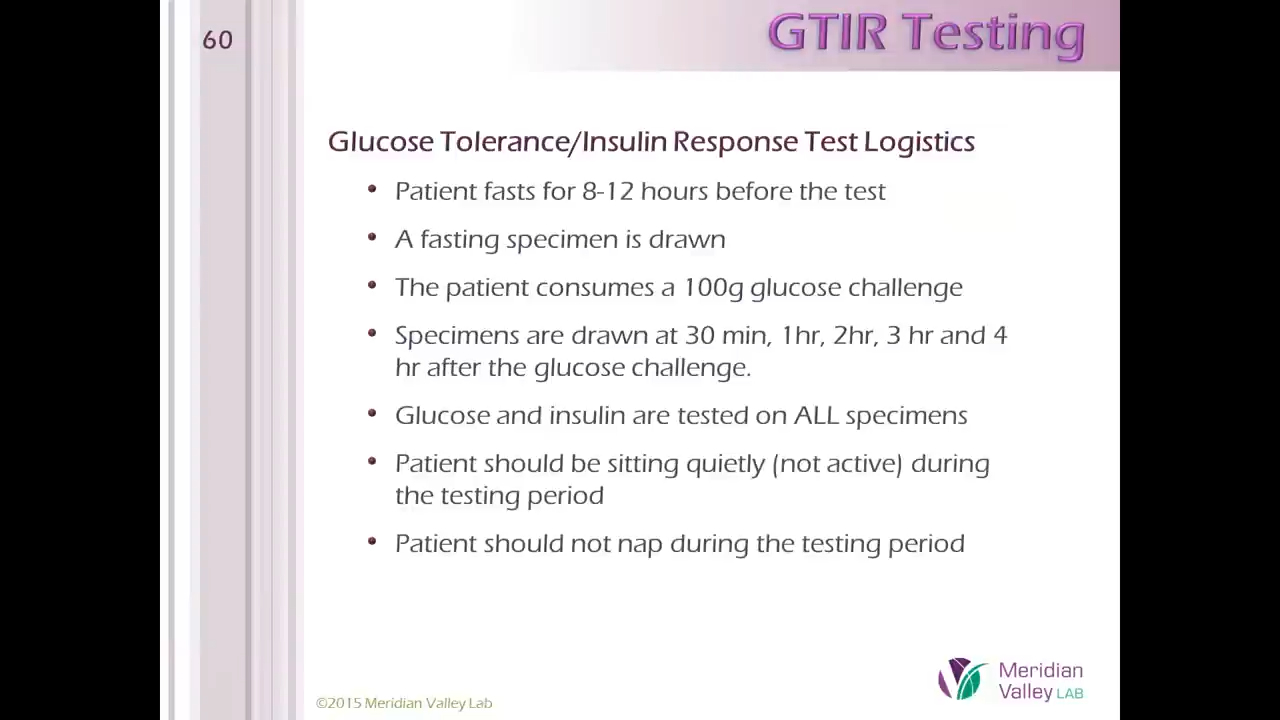 60
GTIR Testing
Glucose Tolerance/Insulin Response Test Logistics
• Patient fasts for 8-12 hours before the test
• A fasting specimen is drawn
• The patient consumes a 100g glucose challenge
• Specimens are drawn at 30 min, 1hr, 2hr, 3 hr and 4
hr after the glucose challenge.
• Glucose and insulin are tested on ALL specimens
• Patient should be sitting quietly (not active) during
the testing period
• Patient should not nap during the testing period
Meridian
Valley LAB
©2015 Meridian Valley Lab